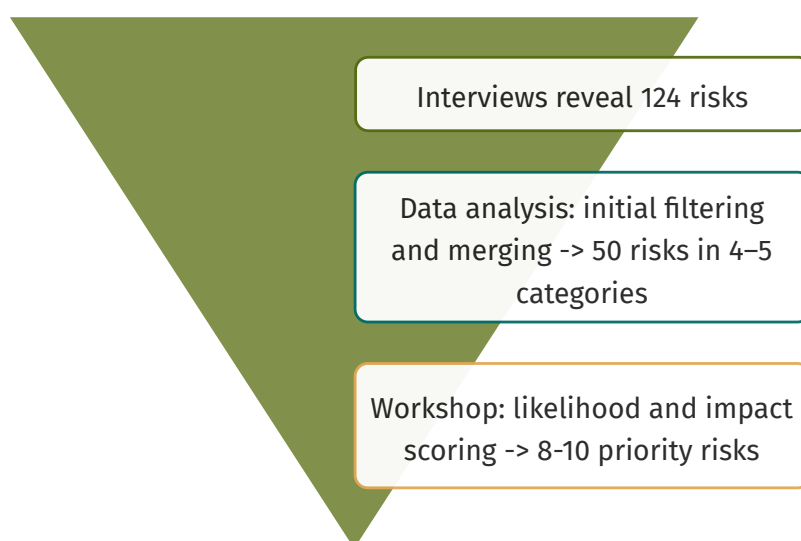 Interviews reveal 124 risks
Data analysis: initial filtering
and merging -> 50 risks in 4–5
categories
Workshop: likelihood and impact
scoring -> 8-10 priority risks